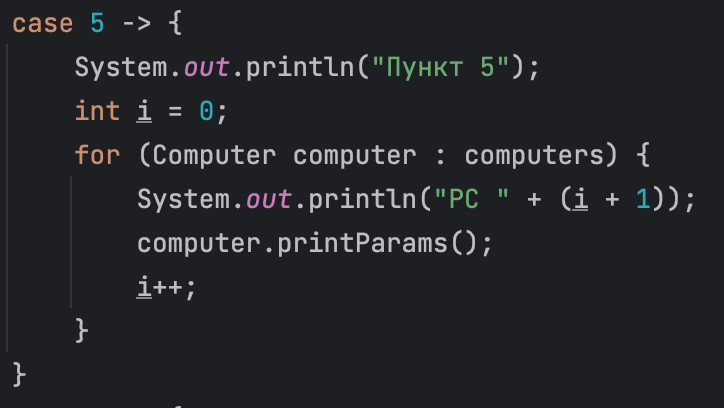 case 5 -> {
System.out.println("Пункт 5");
int i = 0;
for (Computer computer : computers) {
System.out.println("PC " + (i + 1));
computer.printParams();
i++;
}
}